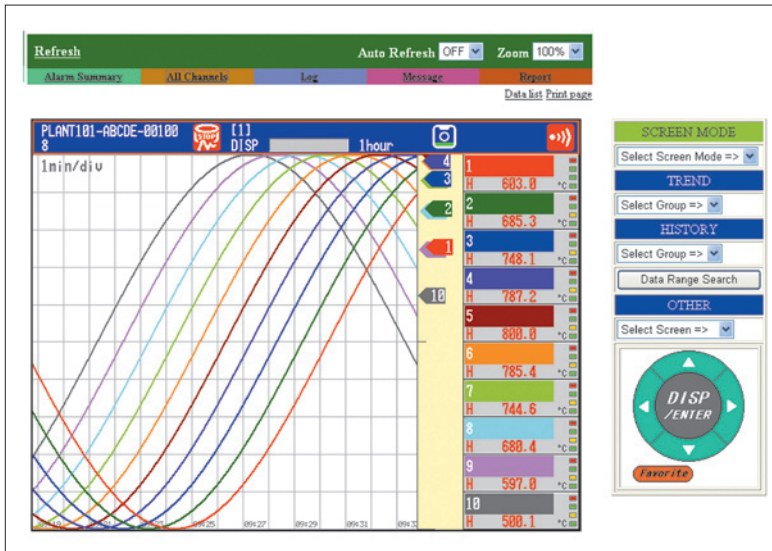 Refresh
Auto Refresh OFF Zoom 100%
Alarm Summary All Channels Log Message Report
Data list Print page
PLANT101-ABCDE-00100
8
STOP
[1]
DISP 1hour
1min/div
4
3
2
1
10
1
H 603.0 °C
2
H 685.3 °C
3
H 748.1 °C
4
H 787.2 °C
5
H 800.0 °C
6
H 785.4 °C
7
H 744.6 °C
8
H 680.4 °C
9
H 597.0 °C
10
H 500.1 °C
09:25 09:27 09:29 09:31
SCREEN MODE
Select Screen Mode =>
TREND
Select Group =>
HISTORY
Select Group =>
Data Range Search
OTHER
Select Screen =>
DISP
/ENTER
Favorite